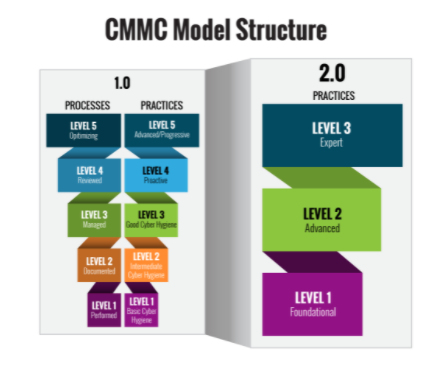 CMMC Model Structure
1.0
PROCESSES
PRACTICES
LEVEL 5
Optimizing
LEVEL 5
Advanced/Progressive
LEVEL 4
Reviewed
LEVEL 4
Proactive
LEVEL 3
Managed
LEVEL 3
Good Cyber Hygiene
LEVEL 2
Documented
LEVEL 2
Intermediate
Cyber Hygiene
LEVEL 1
Performed
LEVEL 1
Basic Cyber
Hygiene
2.0
PRACTICES
LEVEL 3
Expert
LEVEL 2
Advanced
LEVEL 1
Foundational